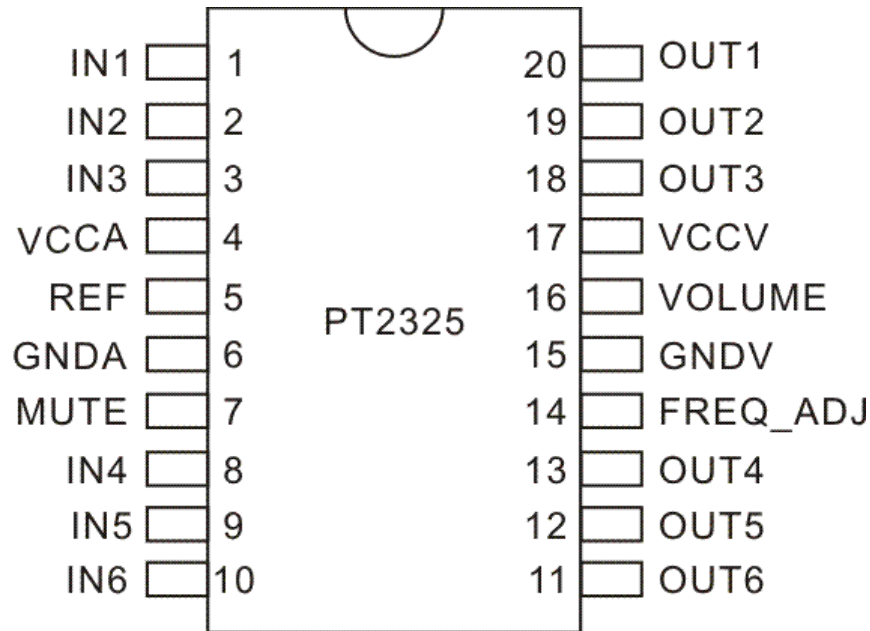 IN1 1 20 OUT1
IN2 2 19 OUT2
IN3 3 18 OUT3
VCCA 4 17 VCCV
REF 5 16 VOLUME
PT2325
GNDA 6 15 GNDV
MUTE 7 14 FREQ_ADJ
IN4 8 13 OUT4
IN5 9 12 OUT5
IN6 10 11 OUT6